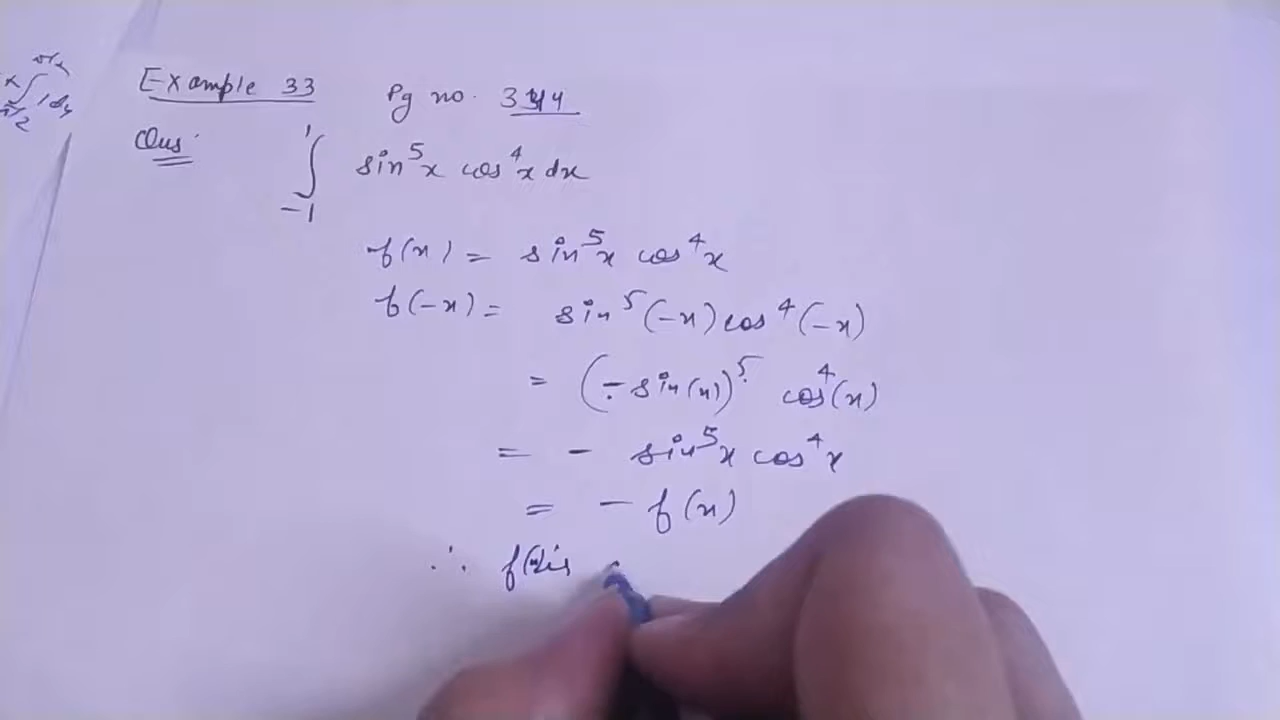 Example 33 Pg no. 344
Ques:
∫₋₁¹ sin⁵x cos⁴x dx
f(x) = sin⁵x cos⁴x
f(-x) = sin⁵(-x) cos⁴(-x)
= (-sin(x))⁵ cos⁴(x)
= - sin⁵x cos⁴x
= - f(x)
∴ f(x) is